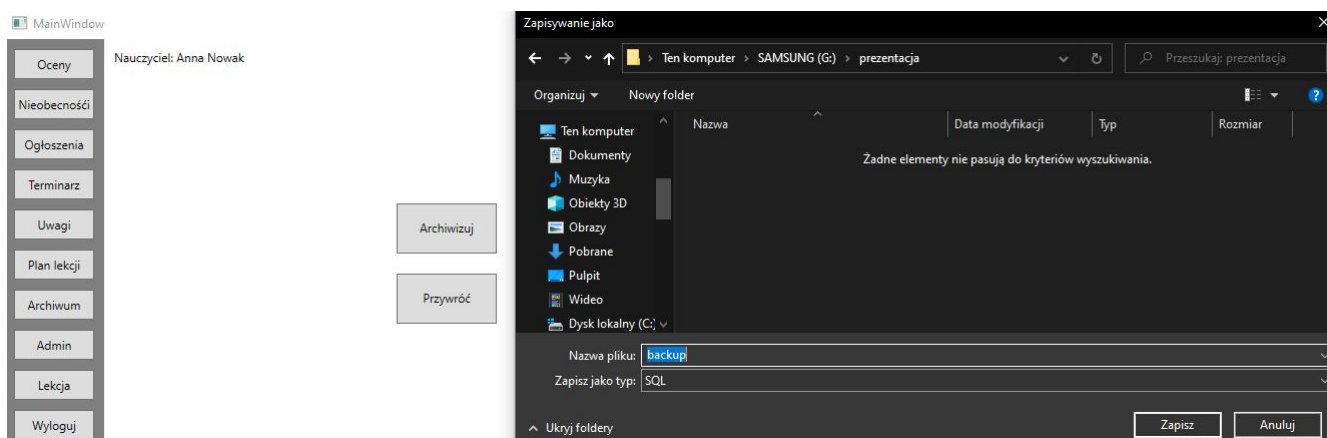 MainWindow
Nauczyciel: Anna Nowak
Oceny
Nieobecnośći
Ogłoszenia
Terminarz
Uwagi
Plan lekcji
Archiwum
Admin
Lekcja
Wyloguj
Archiwizuj
Przywróć
Zapisywanie jako
Ten komputer > SAMSUNG (G:) > prezentacja
Przeszukaj: prezentacja
Organizuj
Nowy folder
Ten komputer
Dokumenty
Muzyka
Obiekty 3D
Obrazy
Pobrane
Pulpit
Wideo
Dysk lokalny (C:)
Nazwa Data modyfikacji Typ Rozmiar
Żadne elementy nie pasują do kryteriów wyszukiwania.
Nazwa pliku: backup
Zapisz jako typ: SQL
Ukryj foldery
Zapisz
Anuluj